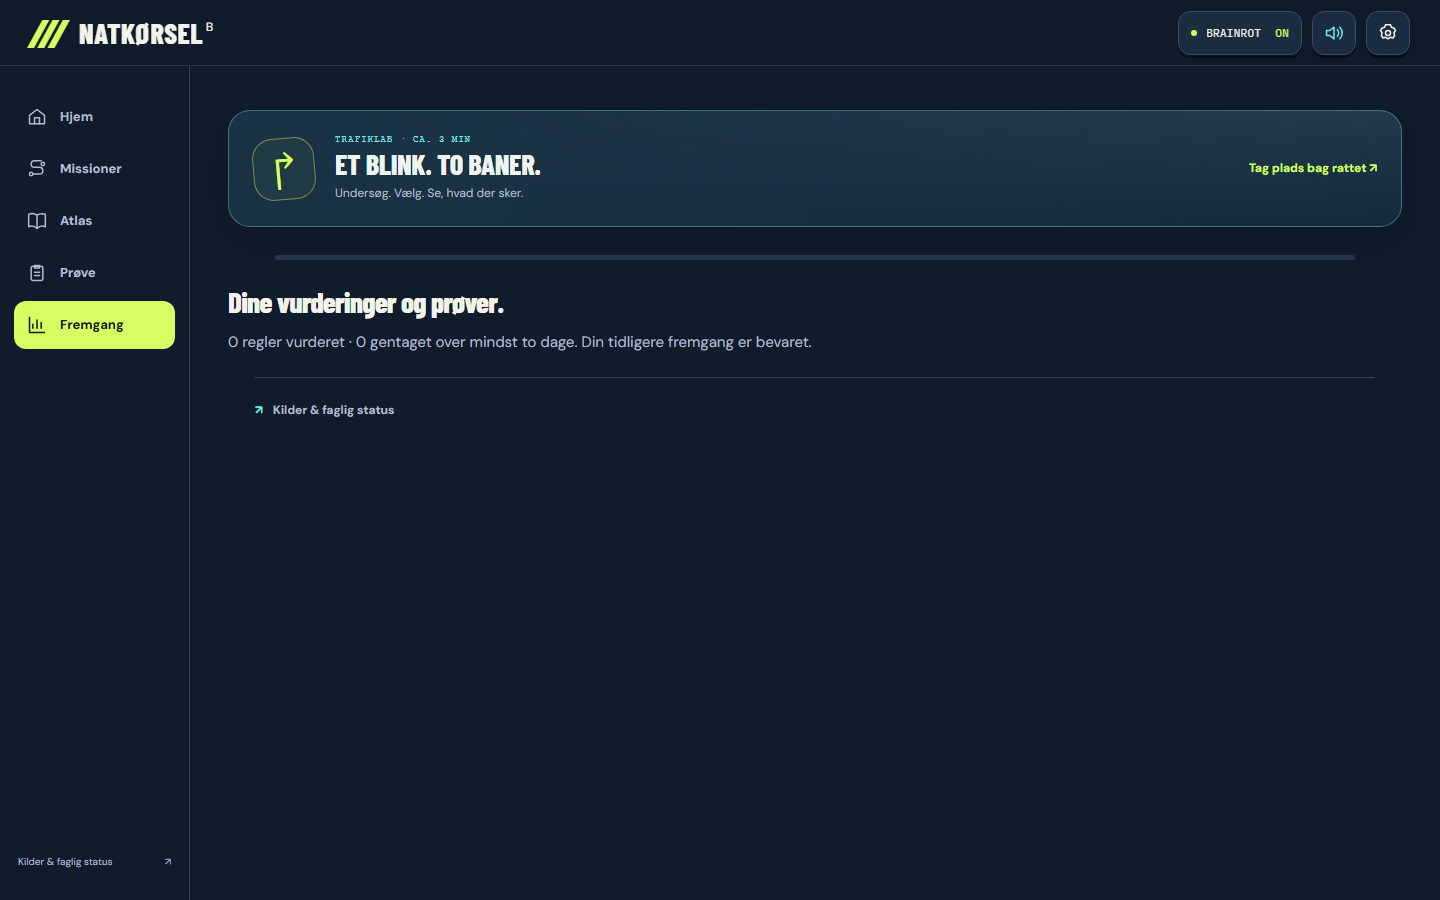 NATKØRSEL B
BRAINROT ON
Hjem
Missioner
Atlas
Prøve
Fremgang
Kilder & faglig status
TRAFIKLAB · CA. 3 MIN
ET BLINK. TO BANER.
Undersøg. Vælg. Se, hvad der sker.
Tag plads bag rattet
Dine vurderinger og prøver.
0 regler vurderet · 0 gentaget over mindst to dage. Din tidligere fremgang er bevaret.
Kilder & faglig status